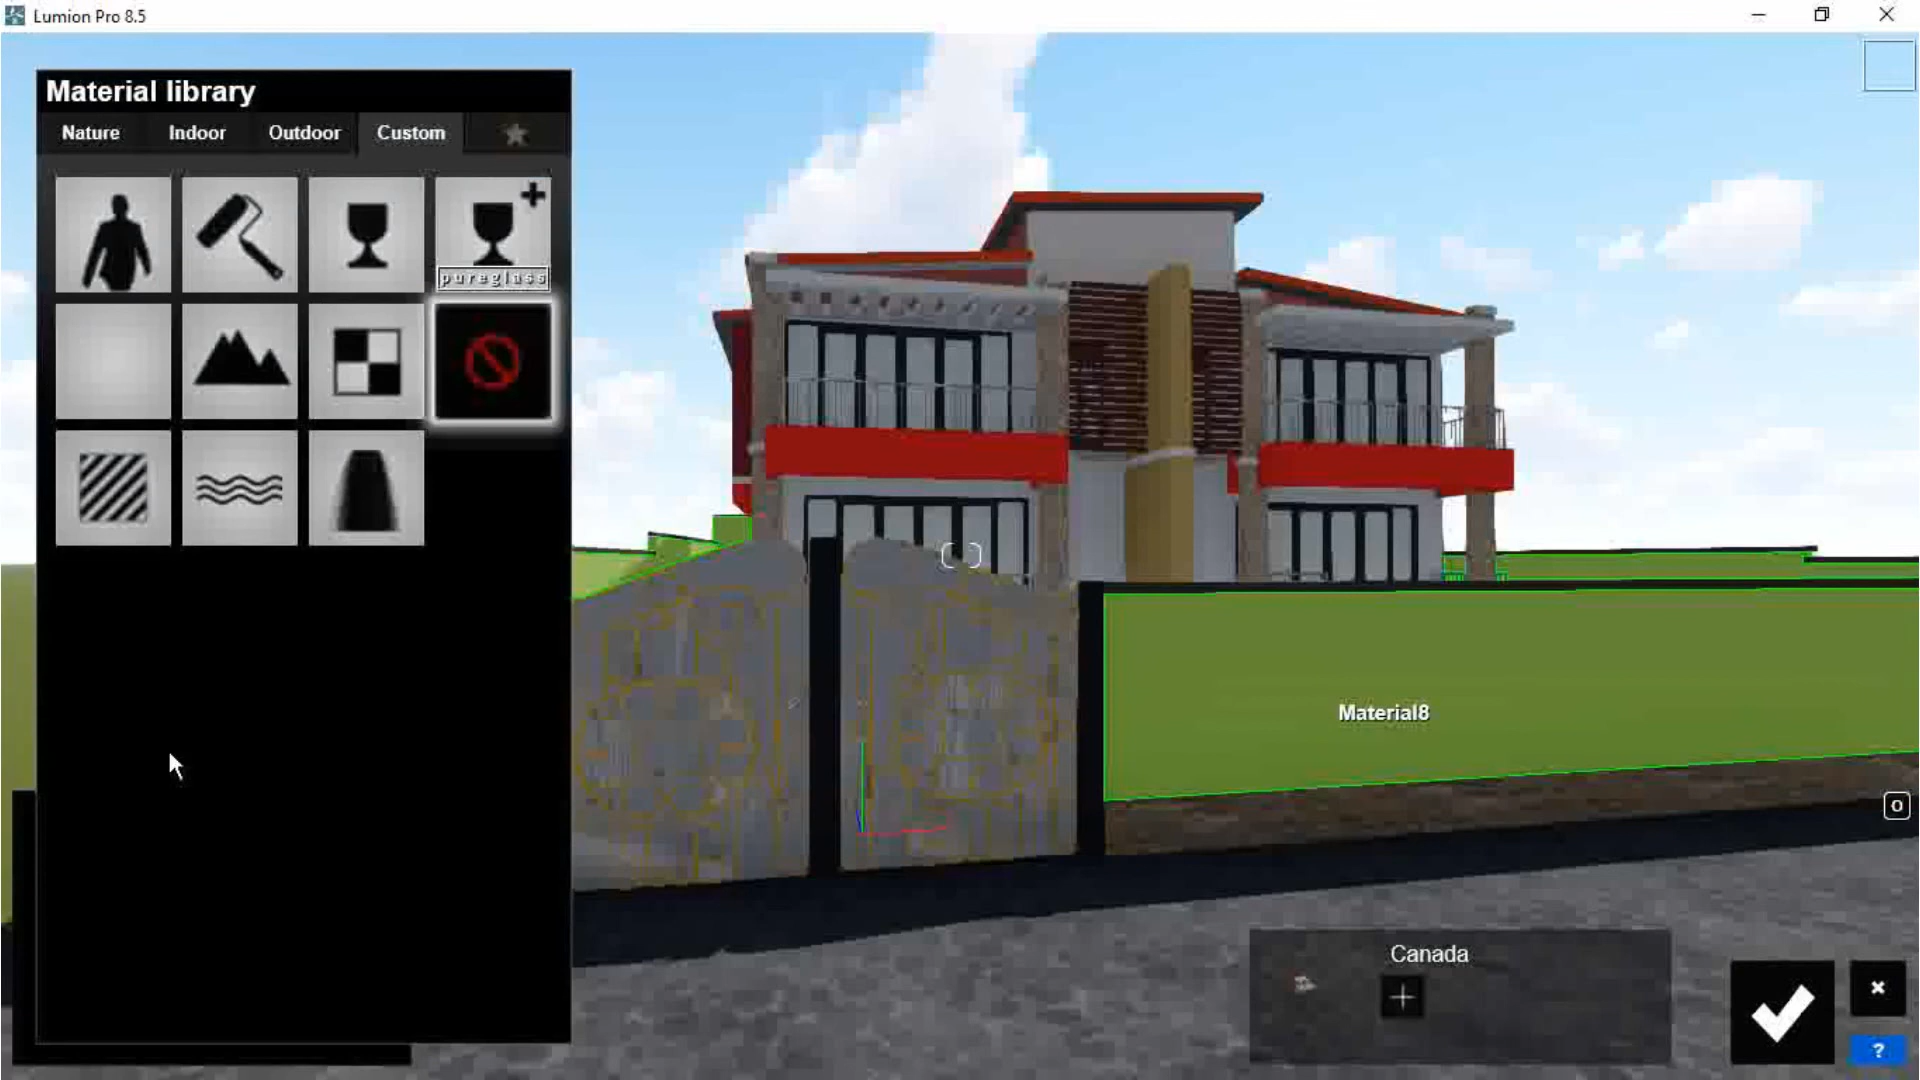 Lumion Pro 8.5
Material library
Nature Indoor Outdoor Custom
pureglass
Material8
O
Canada
?